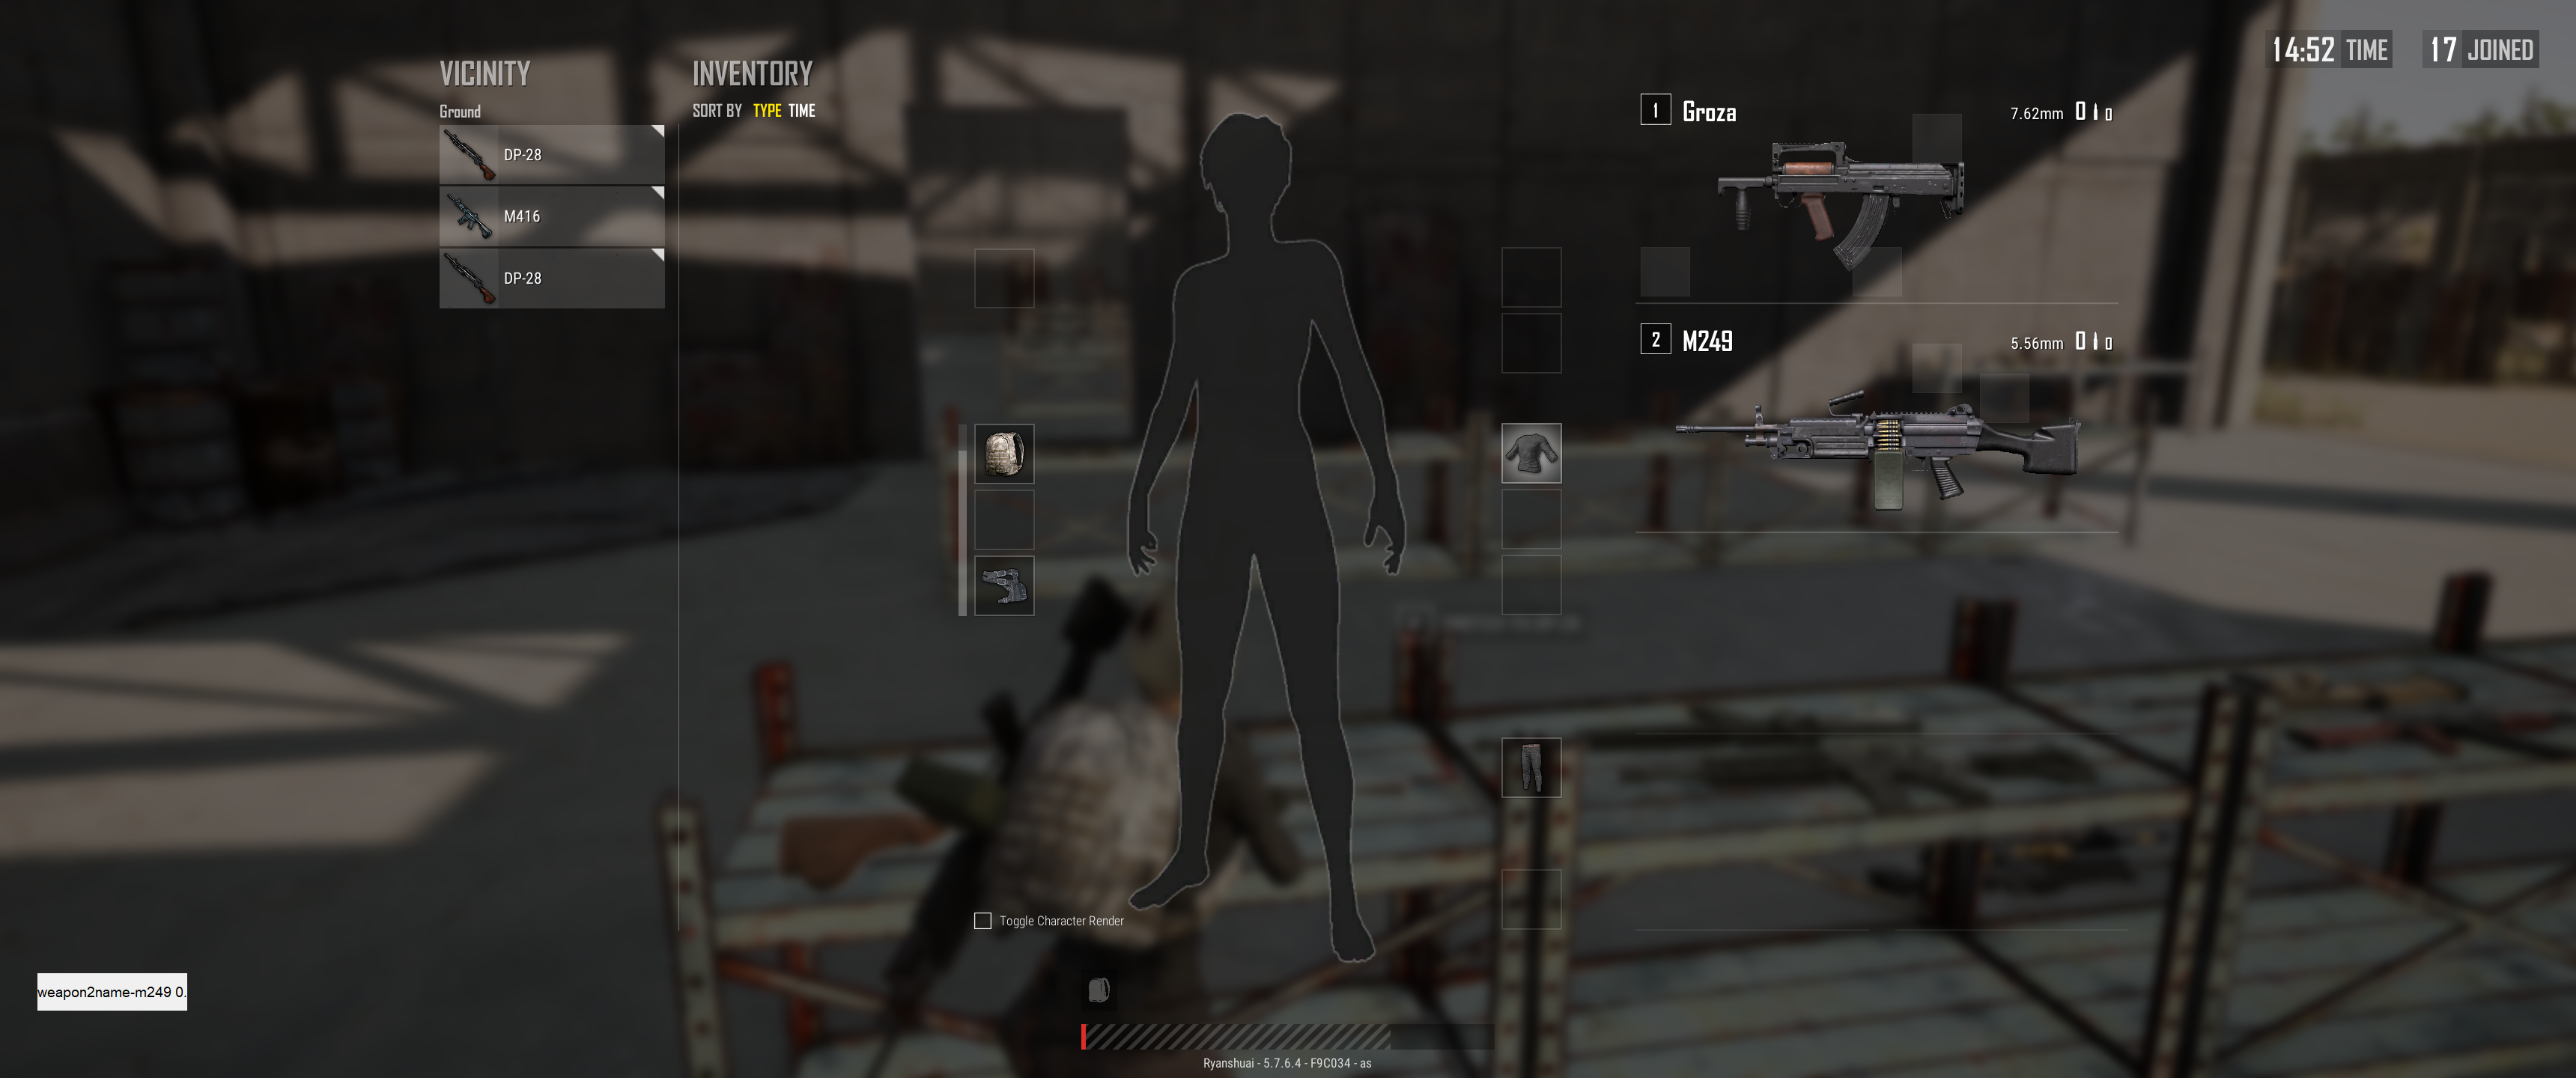 14:52 TIME 17 JOINED
VICINITY
Ground
DP-28
M416
DP-28
INVENTORY
SORT BY TYPE TIME
1 Groza 7.62mm 0 0
2 M249 5.56mm 0 0
Toggle Character Render
weapon2name-m249 0.
Ryanshuai - 5.7.6.4 - F9C034 - as